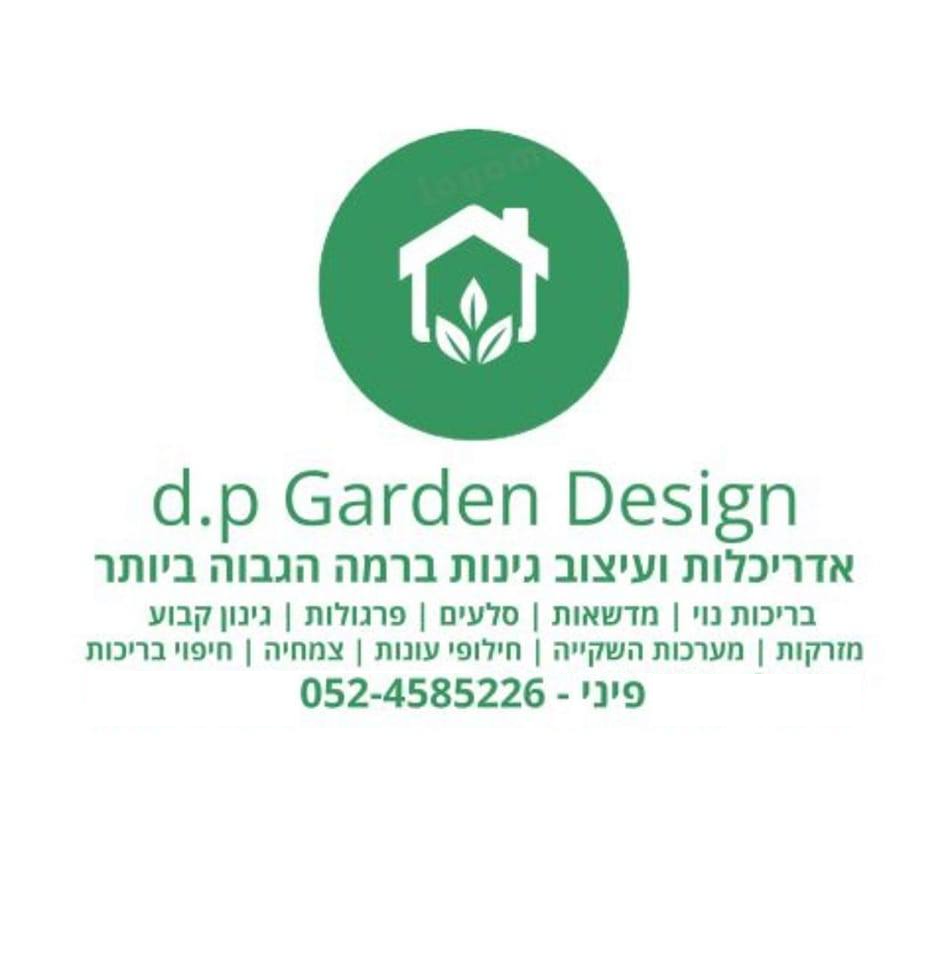 d.p Garden Design
אדריכלות ועיצוב גינות ברמה הגבוה ביותר
בריכות נוי | מדשאות | סלעים | פרגולות | גינון קבוע
מזרקות | מערכות השקייה | חילופי עונות | צמחיה | חיפוי בריכות
פיני - 052-4585226